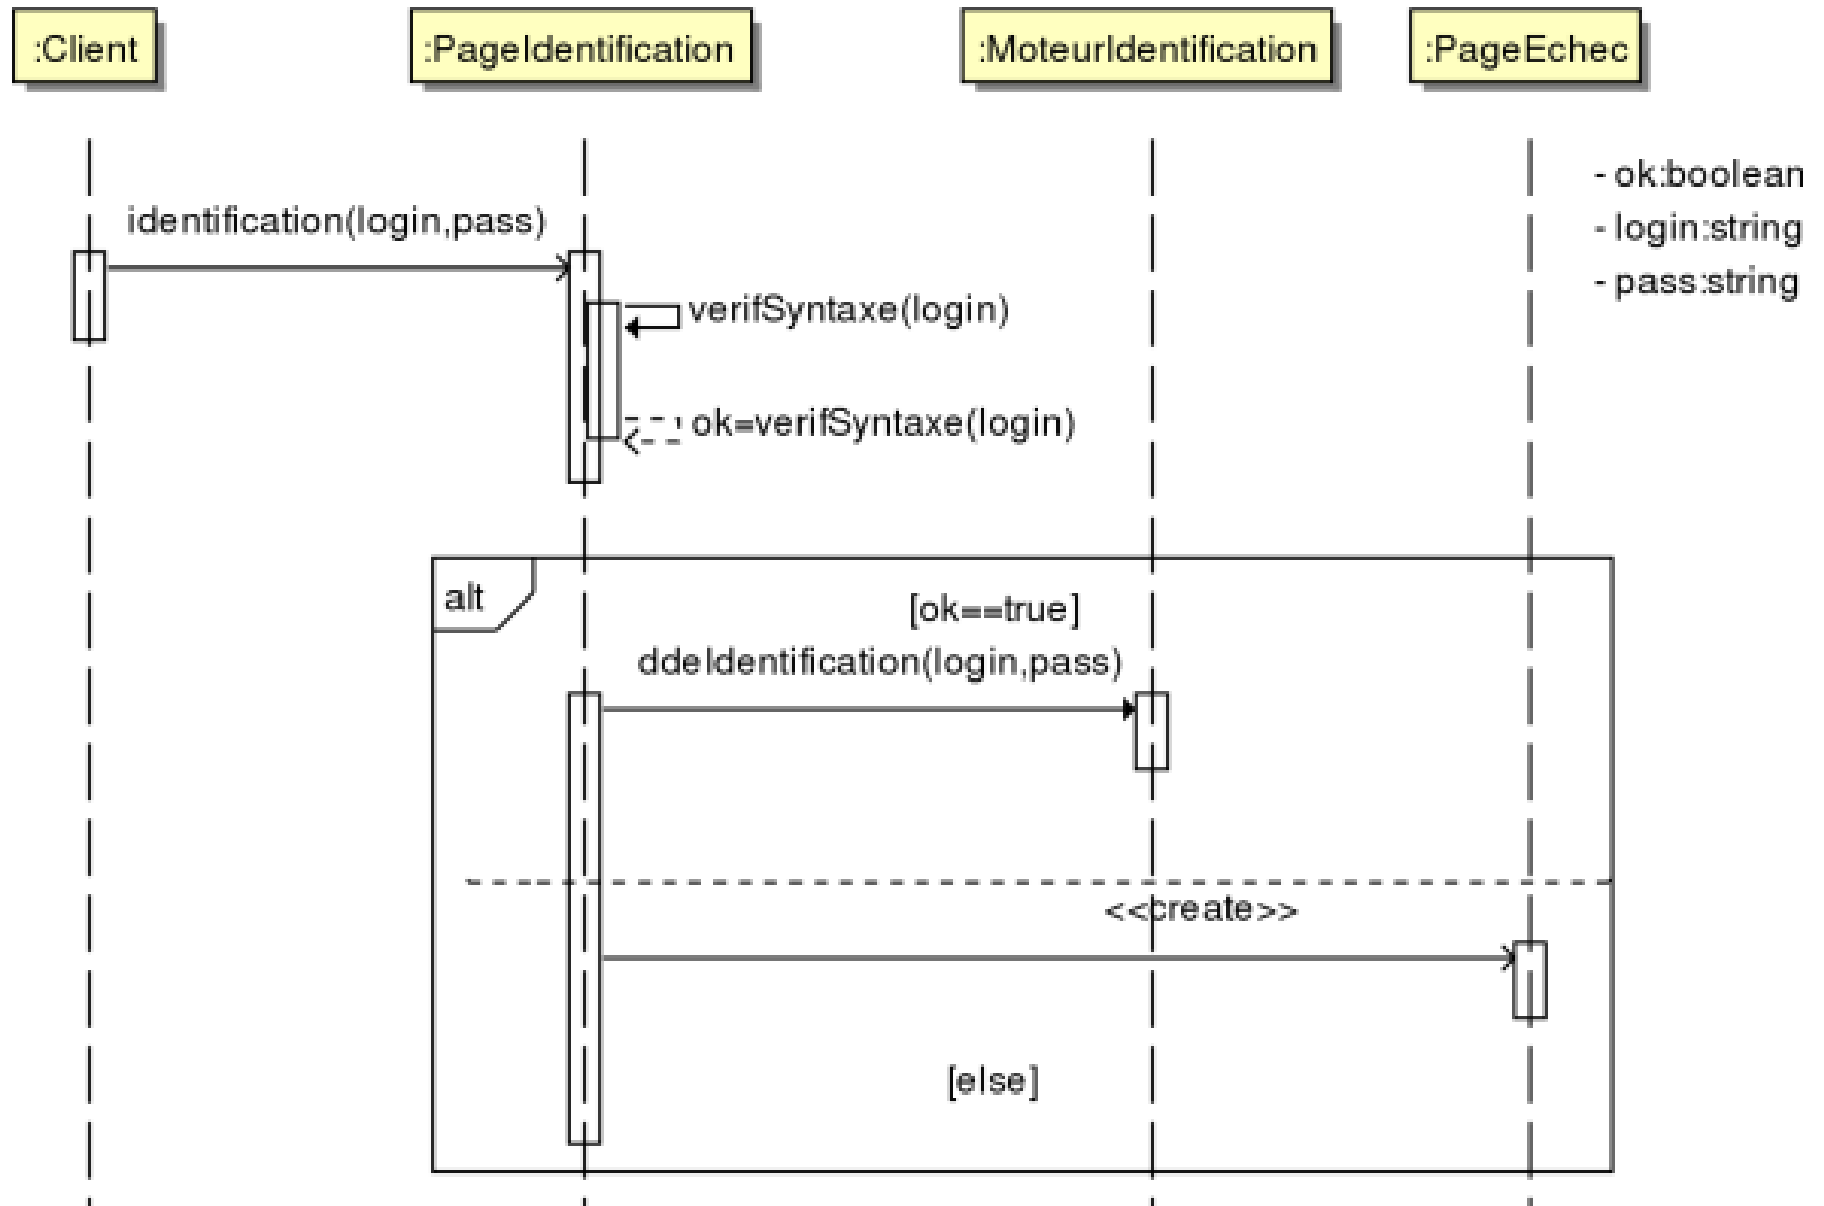 :Client
:PageIdentification
:MoteurIdentification
:PageEchec
- ok:boolean
- login:string
- pass:string
identification(login,pass)
verifSyntaxe(login)
ok=verifSyntaxe(login)
alt
[ok==true]
ddeIdentification(login,pass)
<<create>>
[else]